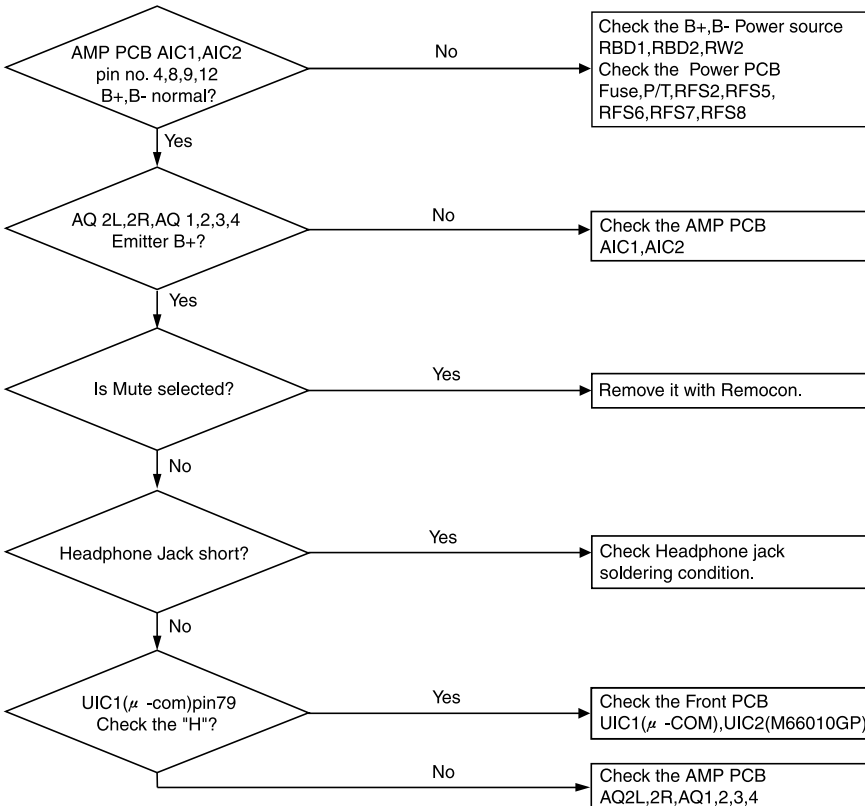 AMP PCB AIC1,AIC2
pin no. 4,8,9,12
B+,B- normal?
No
Check the B+,B- Power source
RBD1,RBD2,RW2
Check the Power PCB
Fuse,P/T,RFS2,RFS5,
RFS6,RFS7,RFS8
Yes
AQ 2L,2R,AQ 1,2,3,4
Emitter B+?
No
Check the AMP PCB
AIC1,AIC2
Yes
Is Mute selected?
Yes
Remove it with Remocon.
No
Headphone Jack short?
Yes
Check Headphone jack
soldering condition.
No
UIC1(μ -com)pin79
Check the "H"?
Yes
Check the Front PCB
UIC1(μ -COM),UIC2(M66010GP)
No
Check the AMP PCB
AQ2L,2R,AQ1,2,3,4